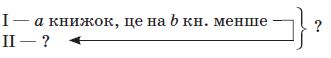 I — a книжок, це на b кн. менше
II — ?
?